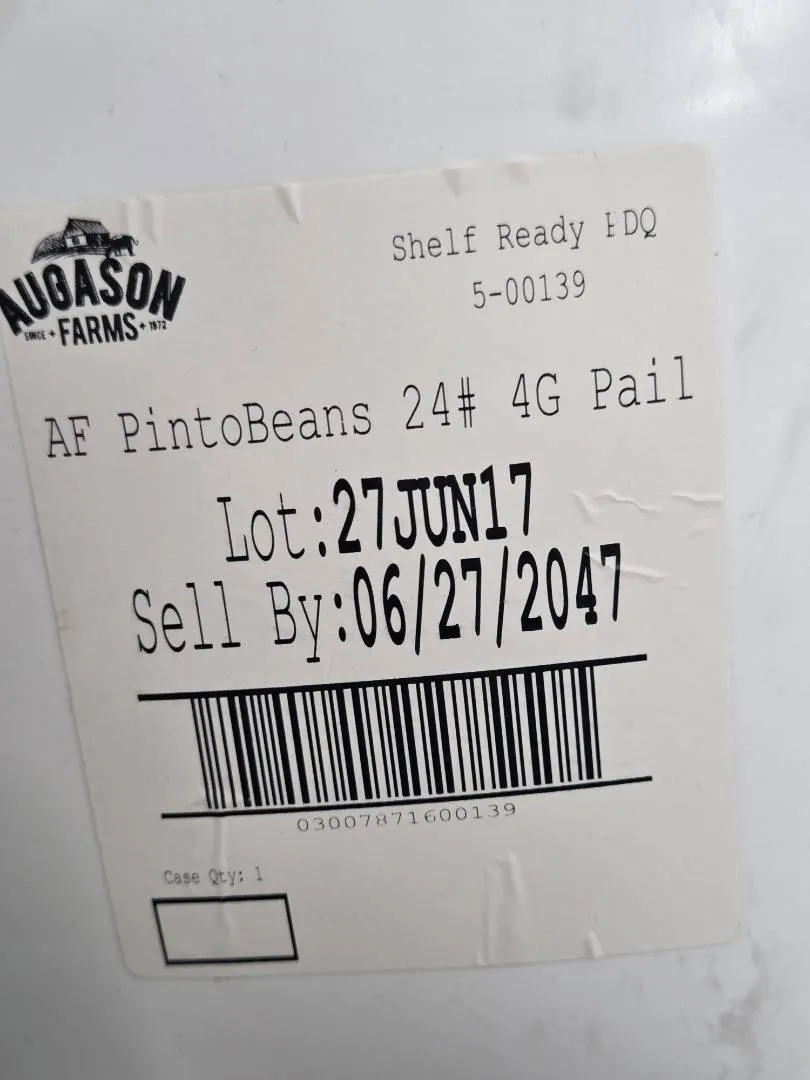 Shelf Ready PDQ
5-00139
AUGASON
SINCE + FARMS + 1972
AF PintoBeans 24# 4G Pail
Lot:27JUN17
Sell By:06/27/2047
03007871600139
Case Qty: 1